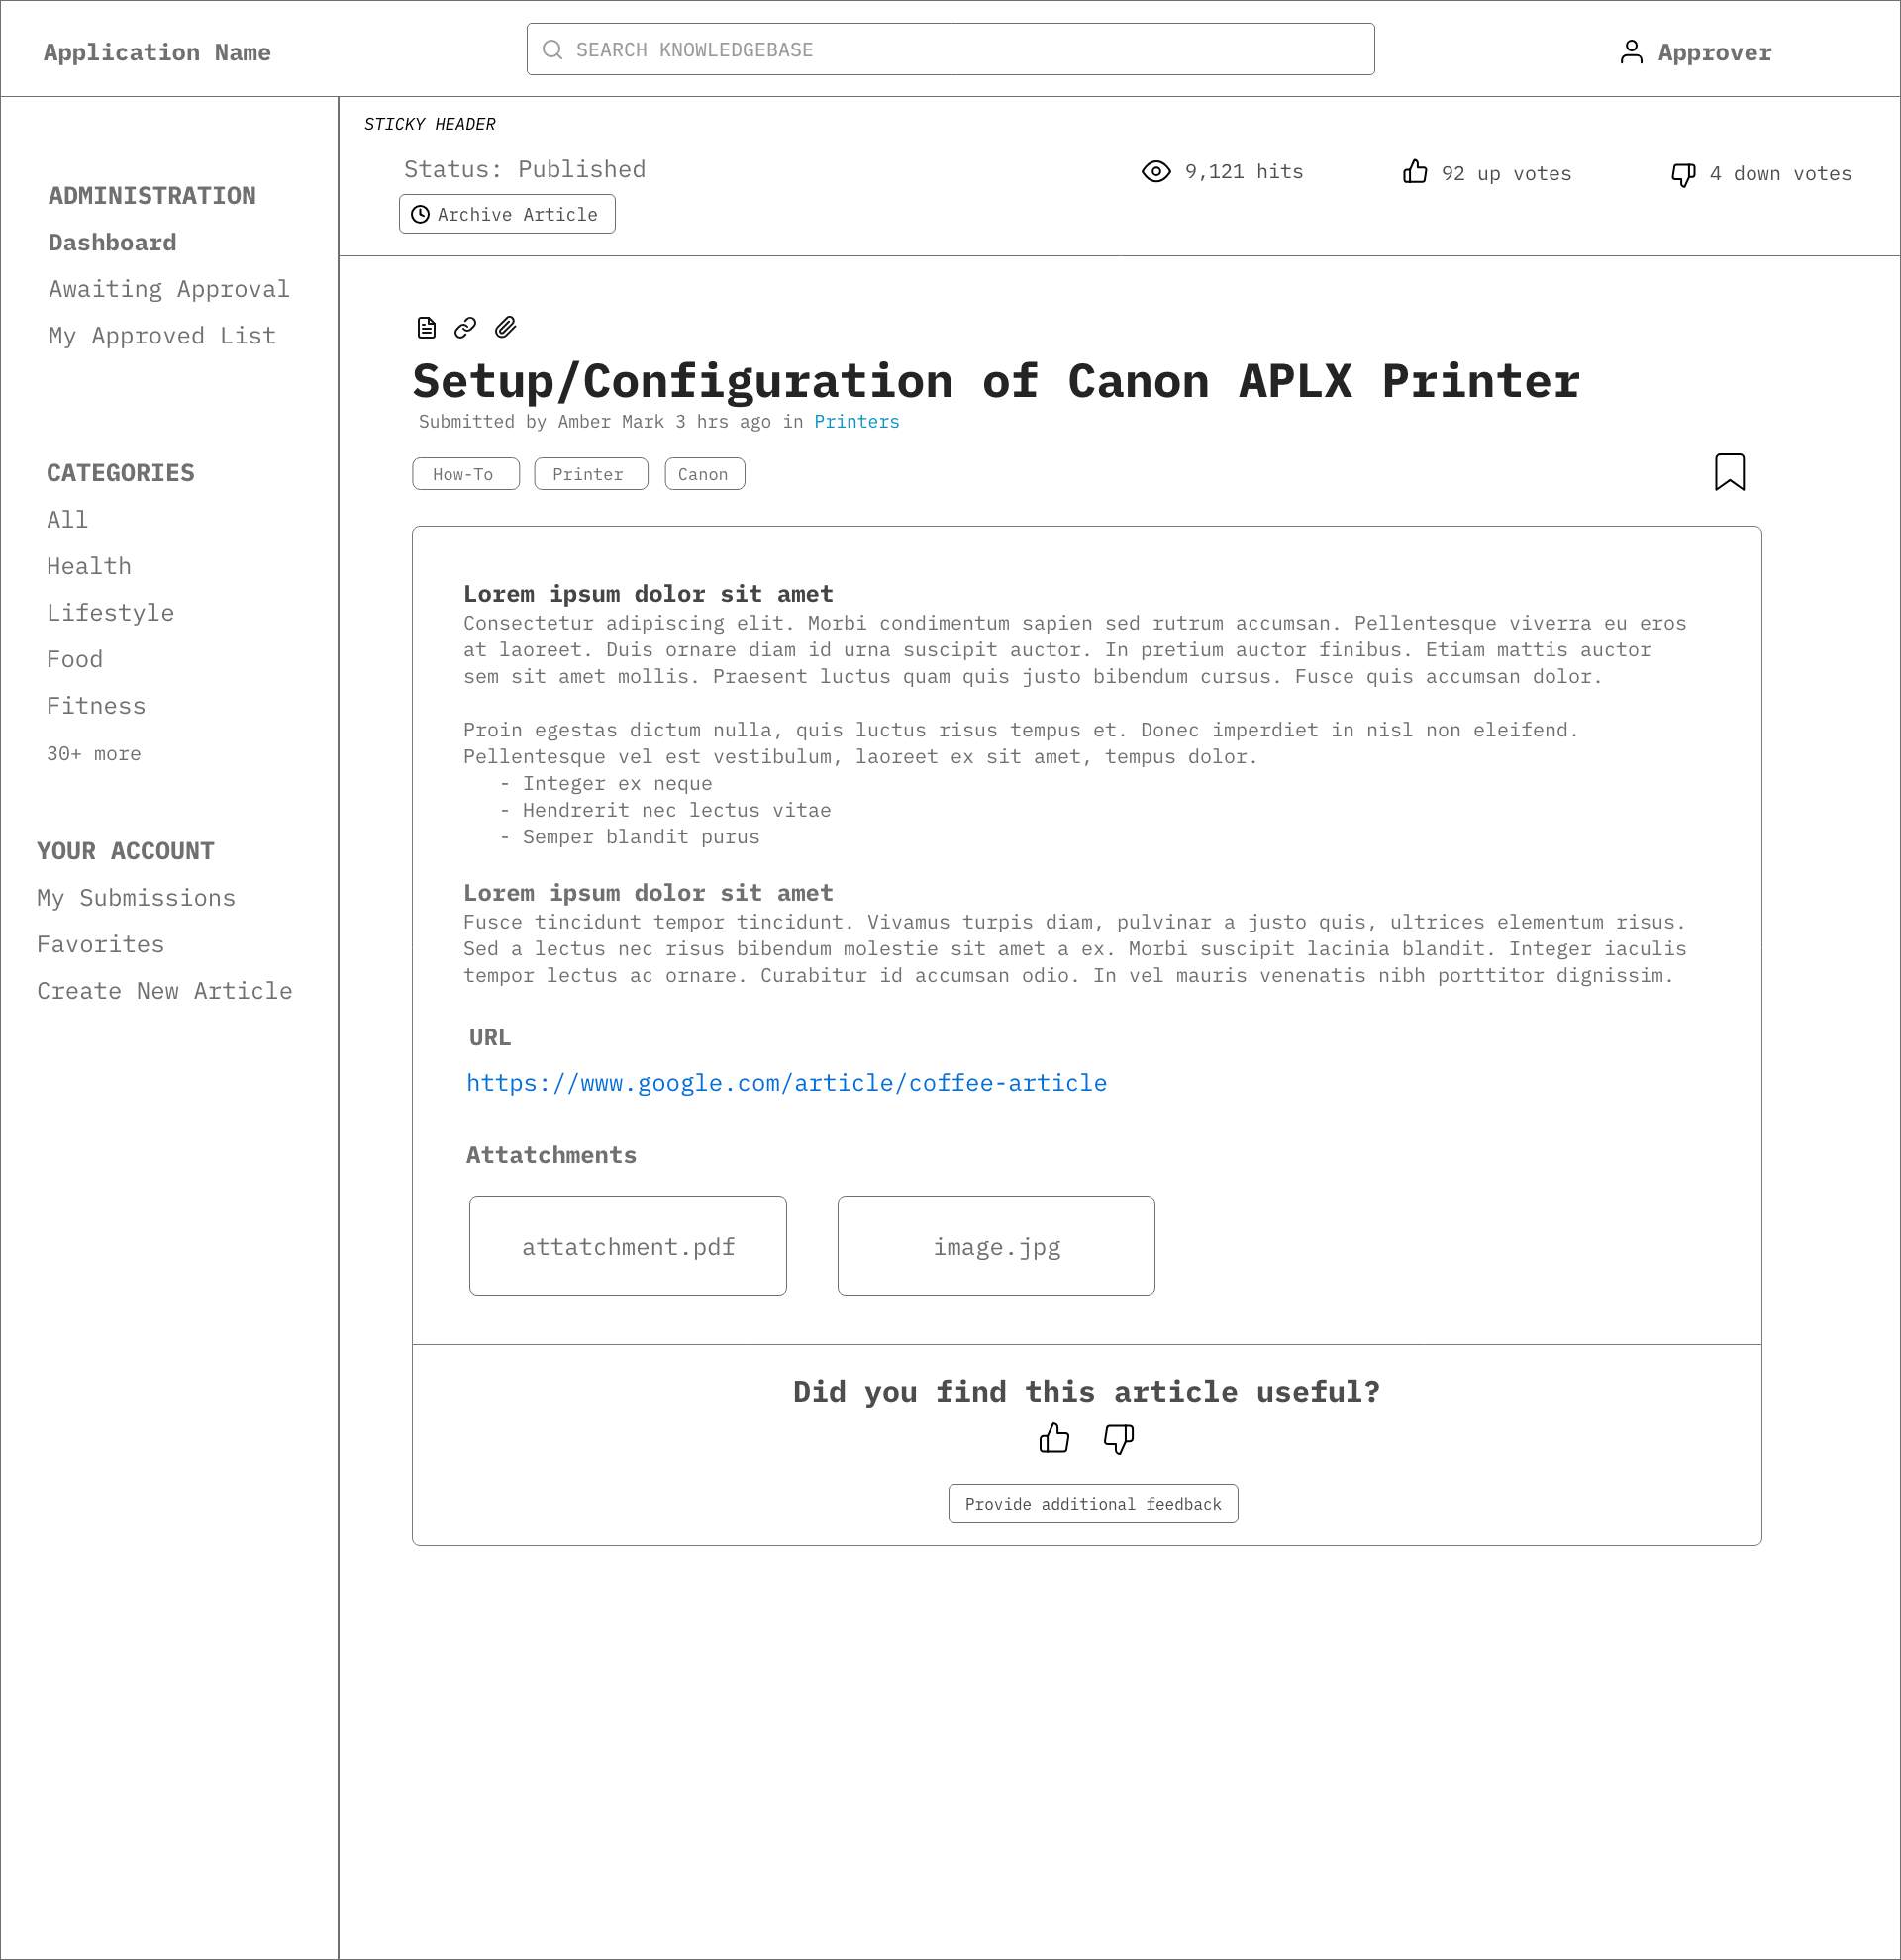 Application Name
SEARCH KNOWLEDGEBASE
Approver
ADMINISTRATION
Dashboard
Awaiting Approval
My Approved List
CATEGORIES
All
Health
Lifestyle
Food
Fitness
30+ more
YOUR ACCOUNT
My Submissions
Favorites
Create New Article
STICKY HEADER
Status: Published
Archive Article
9,121 hits
92 up votes
4 down votes
Setup/Configuration of Canon APLX Printer
Submitted by Amber Mark 3 hrs ago in Printers
How-To
Printer
Canon
Lorem ipsum dolor sit amet
Consectetur adipiscing elit. Morbi condimentum sapien sed rutrum accumsan. Pellentesque viverra eu eros
at laoreet. Duis ornare diam id urna suscipit auctor. In pretium auctor finibus. Etiam mattis auctor
sem sit amet mollis. Praesent luctus quam quis justo bibendum cursus. Fusce quis accumsan dolor.
Proin egestas dictum nulla, quis luctus risus tempus et. Donec imperdiet in nisl non eleifend.
Pellentesque vel est vestibulum, laoreet ex sit amet, tempus dolor.
- Integer ex neque
- Hendrerit nec lectus vitae
- Semper blandit purus
Lorem ipsum dolor sit amet
Fusce tincidunt tempor tincidunt. Vivamus turpis diam, pulvinar a justo quis, ultrices elementum risus.
Sed a lectus nec risus bibendum molestie sit amet a ex. Morbi suscipit lacinia blandit. Integer iaculis
tempor lectus ac ornare. Curabitur id accumsan odio. In vel mauris venenatis nibh porttitor dignissim.
URL
https://www.google.com/article/coffee-article
Attatchments
attatchment.pdf
image.jpg
Did you find this article useful?
Provide additional feedback